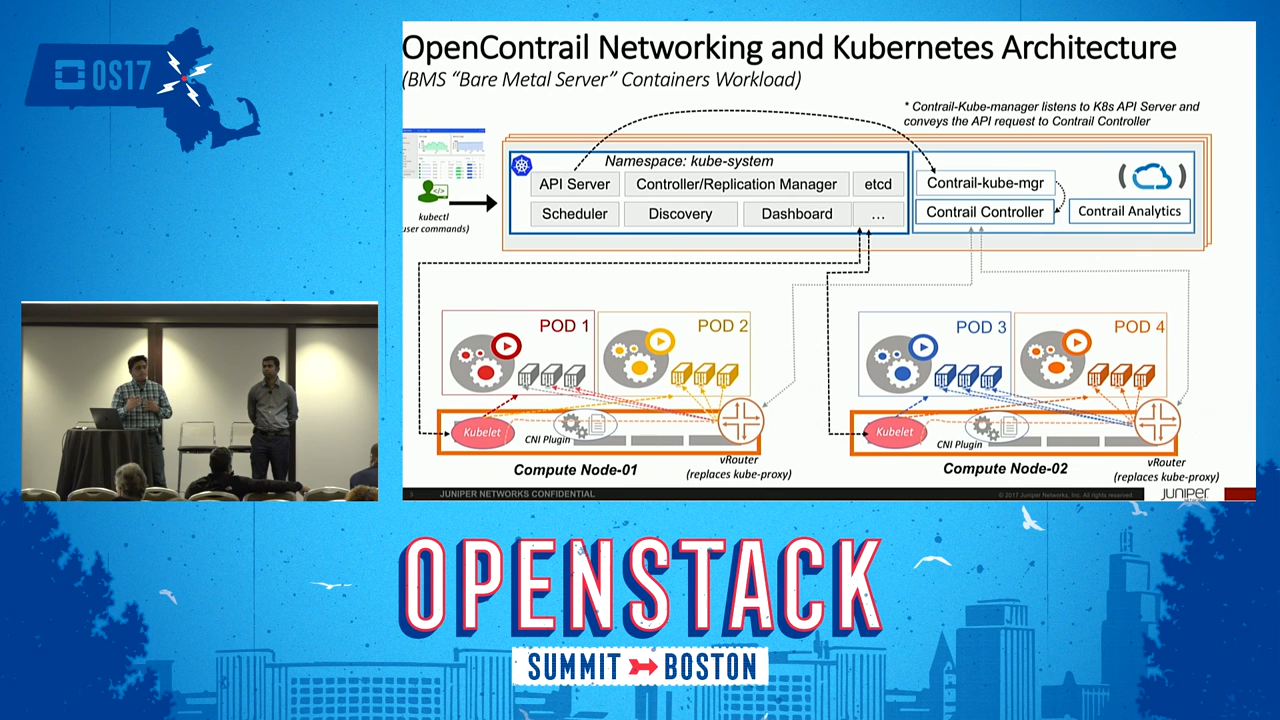 OS17
OpenContrail Networking and Kubernetes Architecture
(BMS “Bare Metal Server” Containers Workload)
* Contrail-Kube-manager listens to K8s API Server and
conveys the API request to Contrail Controller
Namespace: kube-system
API Server
Controller/Replication Manager
etcd
Scheduler
Discovery
Dashboard
...
Contrail-kube-mgr
Contrail Controller
Contrail Analytics
kubectl
user commands)
POD 1
POD 2
POD 3
POD 4
Kubelet
CNI Plugin
Kubelet
CNI Plugin
Compute Node-01
vRouter
(replaces kube-proxy)
Compute Node-02
vRouter
(replaces kube-proxy)
5
JUNIPER NETWORKS CONFIDENTIAL
© 2017 Juniper Networks, Inc. All rights reserved
JUNIPER
OPENSTACK
SUMMIT BOSTON